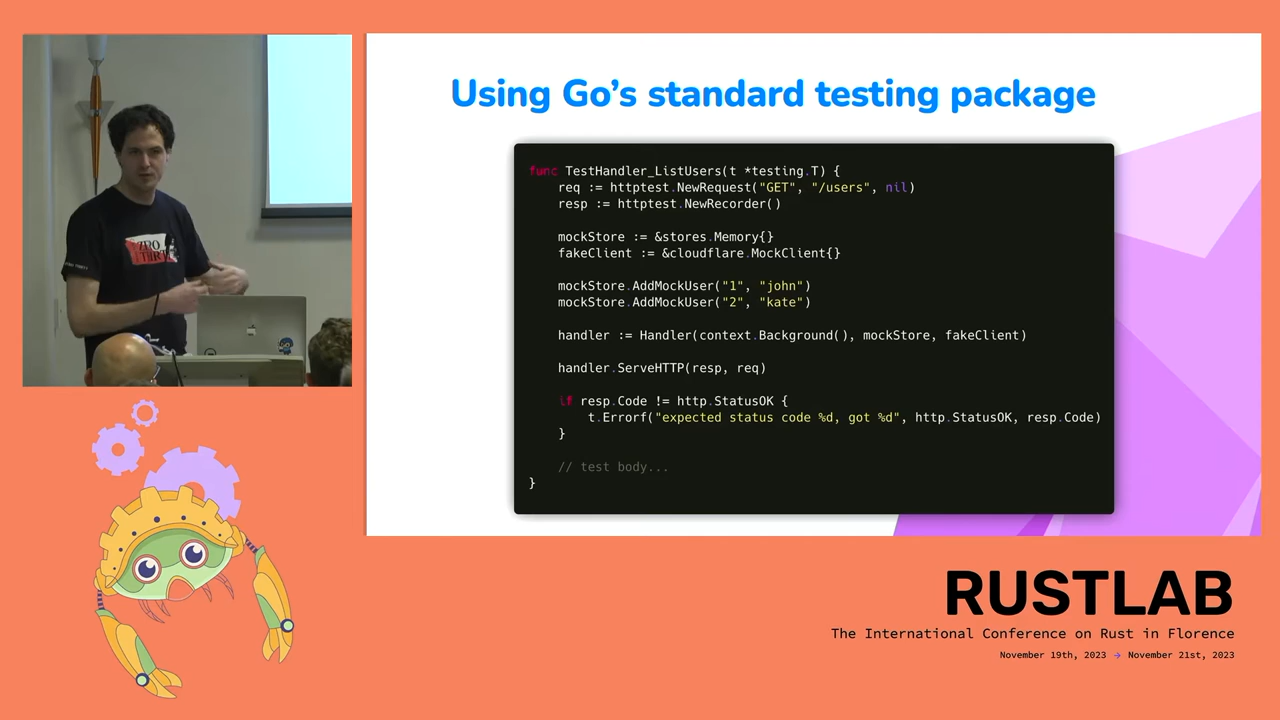 Using Go’s standard testing package
func TestHandler_ListUsers(t *testing.T) {
    req := httptest.NewRequest("GET", "/users", nil)
    resp := httptest.NewRecorder()

    mockStore := &stores.Memory{}
    fakeClient := &cloudflare.MockClient{}

    mockStore.AddMockUser("1", "john")
    mockStore.AddMockUser("2", "kate")

    handler := Handler(context.Background(), mockStore, fakeClient)

    handler.ServeHTTP(resp, req)

    if resp.Code != http.StatusOK {
        t.Errorf("expected status code %d, got %d", http.StatusOK, resp.Code)
    }

    // test body...
}
RUSTLAB
The International Conference on Rust in Florence
November 19th, 2023 → November 21st, 2023